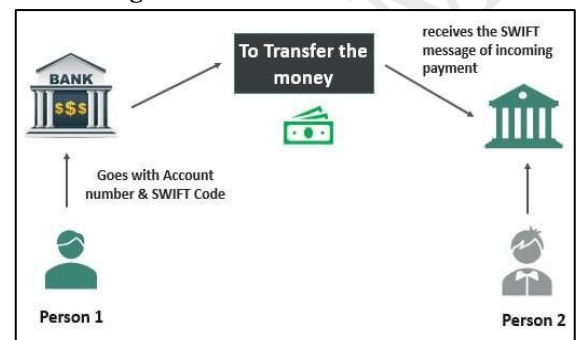 BANK
$$$
To Transfer the
money
receives the SWIFT
message of incoming
payment
Goes with Account
number & SWIFT Code
Person 1
Person 2